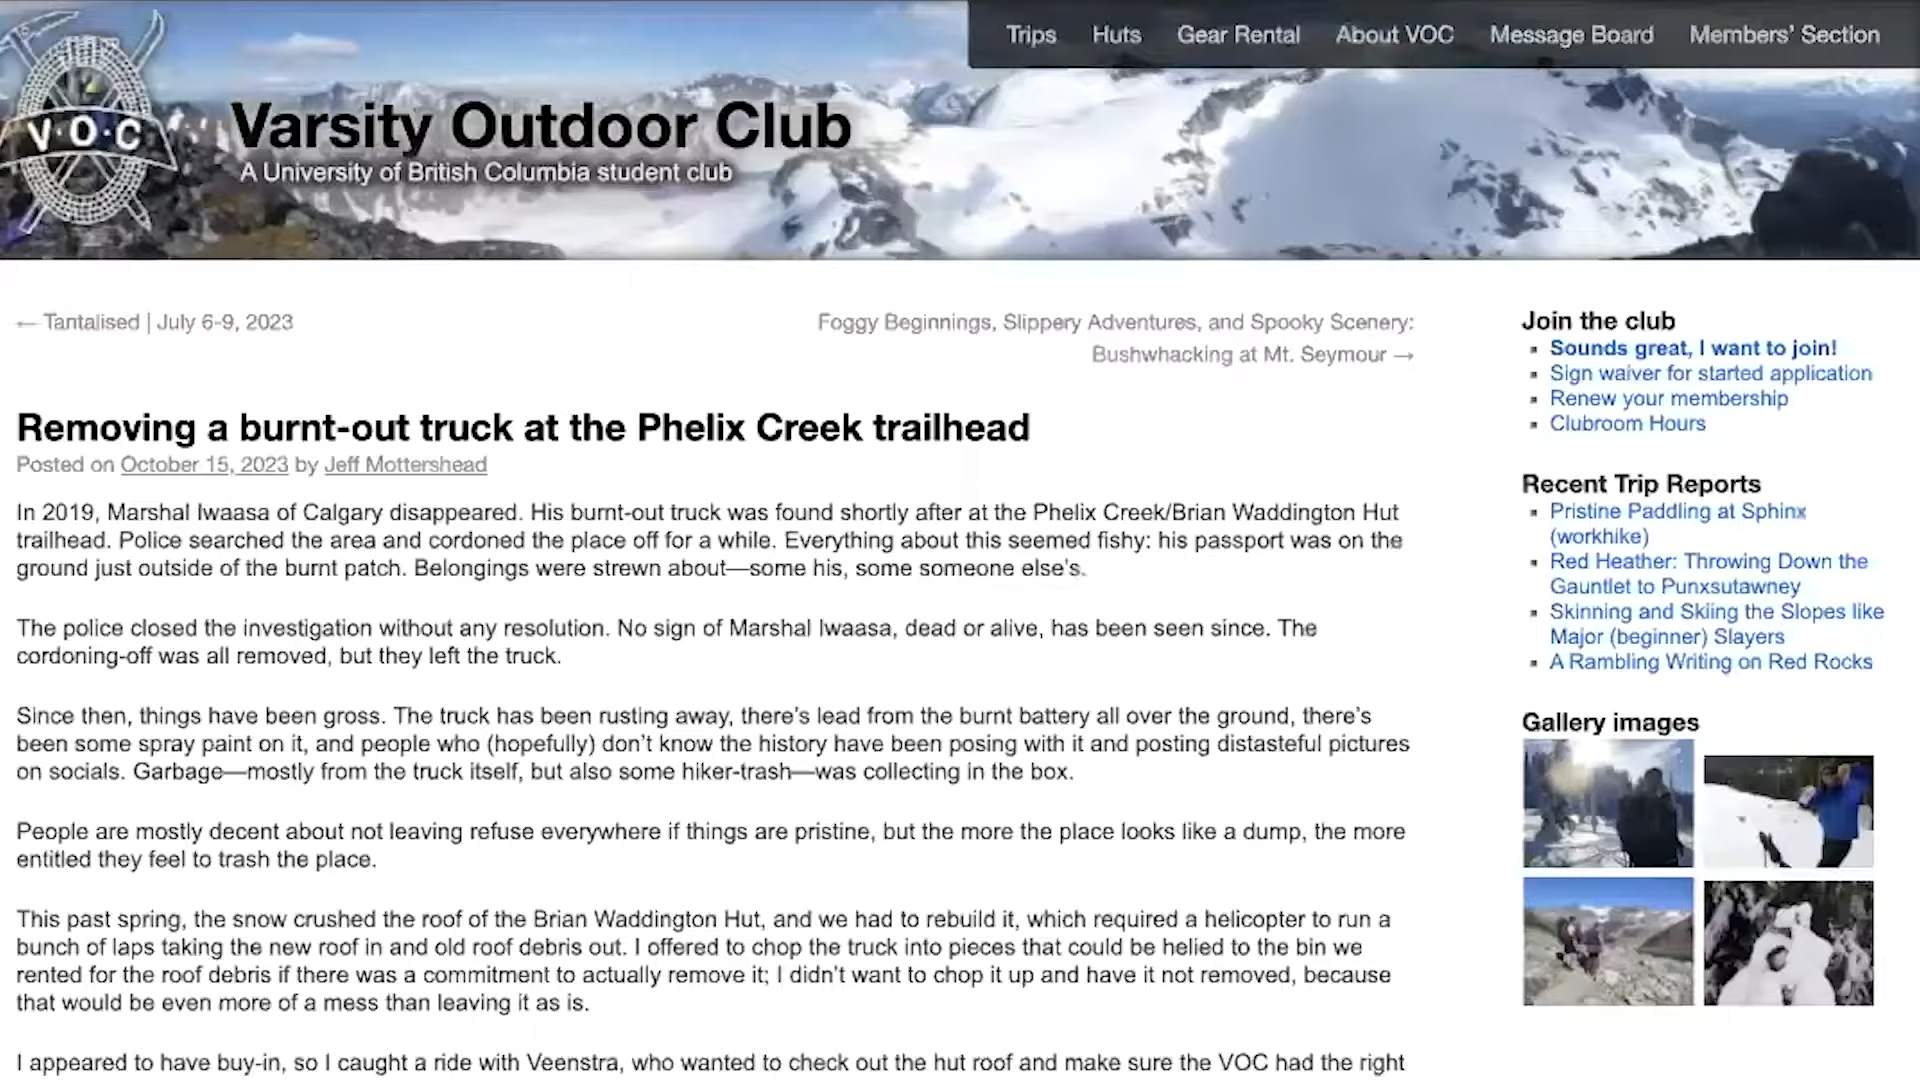 Trips Huts Gear Rental About VOC Message Board Members' Section
V·O·C
Varsity Outdoor Club
A University of British Columbia student club
← Tantalised | July 6-9, 2023
Foggy Beginnings, Slippery Adventures, and Spooky Scenery:
Bushwhacking at Mt. Seymour →
Removing a burnt-out truck at the Phelix Creek trailhead
Posted on October 15, 2023 by Jeff Mottershead
In 2019, Marshal Iwaasa of Calgary disappeared. His burnt-out truck was found shortly after at the Phelix Creek/Brian Waddington Hut
trailhead. Police searched the area and cordoned the place off for a while. Everything about this seemed fishy: his passport was on the
ground just outside of the burnt patch. Belongings were strewn about—some his, some someone else's.
The police closed the investigation without any resolution. No sign of Marshal Iwaasa, dead or alive, has been seen since. The
cordoning-off was all removed, but they left the truck.
Since then, things have been gross. The truck has been rusting away, there's lead from the burnt battery all over the ground, there's
been some spray paint on it, and people who (hopefully) don't know the history have been posing with it and posting distasteful pictures
on socials. Garbage—mostly from the truck itself, but also some hiker-trash—was collecting in the box.
People are mostly decent about not leaving refuse everywhere if things are pristine, but the more the place looks like a dump, the more
entitled they feel to trash the place.
This past spring, the snow crushed the roof of the Brian Waddington Hut, and we had to rebuild it, which required a helicopter to run a
bunch of laps taking the new roof in and old roof debris out. I offered to chop the truck into pieces that could be helied to the bin we
rented for the roof debris if there was a commitment to actually remove it; I didn't want to chop it up and have it not removed, because
that would be even more of a mess than leaving it as is.
I appeared to have buy-in, so I caught a ride with Veenstra, who wanted to check out the hut roof and make sure the VOC had the right
Join the club
Sounds great, I want to join!
Sign waiver for started application
Renew your membership
Clubroom Hours
Recent Trip Reports
Pristine Paddling at Sphinx
(workhike)
Red Heather: Throwing Down the
Gauntlet to Punxsutawney
Skinning and Skiing the Slopes like
Major (beginner) Slayers
A Rambling Writing on Red Rocks
Gallery images